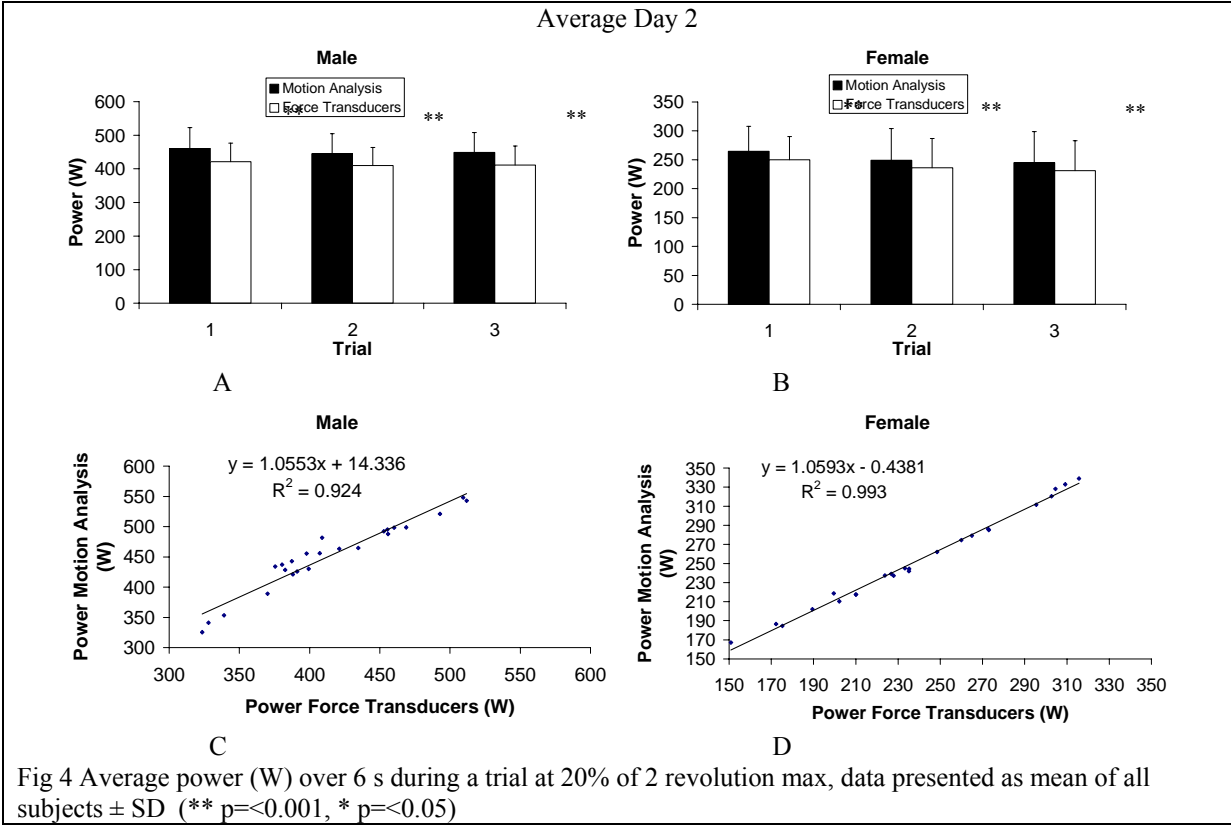 Average Day 2
Male
Motion Analysis
Force Transducers
**
**
**
Power (W)
600
500
400
300
200
100
0
1
2
3
Trial
A
Female
Motion Analysis
Force Transducers
**
**
**
Power (W)
350
300
250
200
150
100
50
0
1
2
3
Trial
B
Male
y = 1.0553x + 14.336
R² = 0.924
Power Motion Analysis
(W)
600
550
500
450
400
350
300
300 350 400 450 500 550 600
Power Force Transducers (W)
C
Female
y = 1.0593x - 0.4381
R² = 0.993
Power Motion Analysis
(W)
330
310
290
270
250
230
210
190
170
150
150 170 190 210 230 250 270 290 310 330 350
Power Force Transducers (W)
D
Fig 4 Average power (W) over 6 s during a trial at 20% of 2 revolution max, data presented as mean of all
subjects ± SD (** p=<0.001, * p=<0.05)